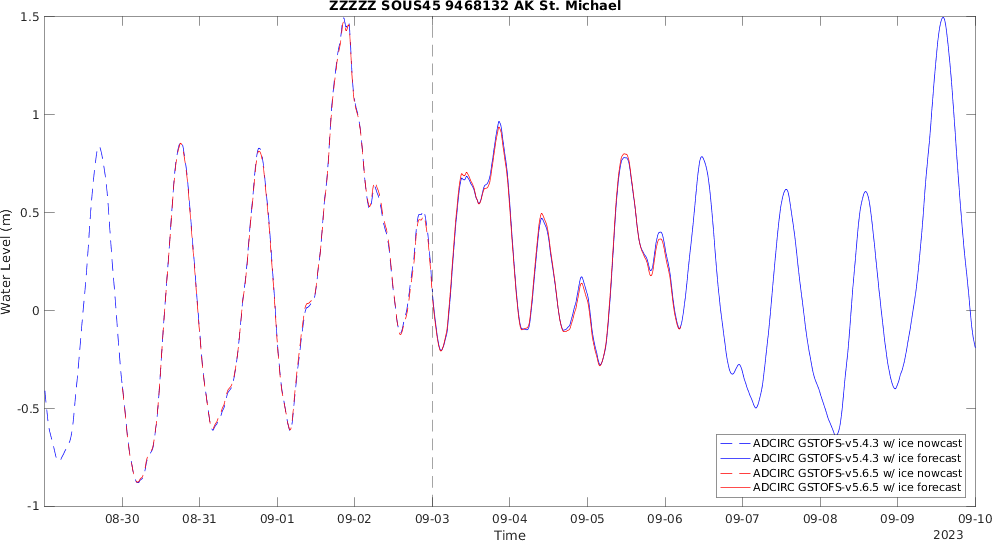 ZZZZZ SOUS45 9468132 AK St. Michael
1.5
1
0.5
0
-0.5
-1
Water Level (m)
08-30 08-31 09-01 09-02 09-03 09-04 09-05 09-06 09-07 09-08 09-09 09-10
Time
2023
ADCIRC GSTOFS-v5.4.3 w/ ice nowcast
ADCIRC GSTOFS-v5.4.3 w/ ice forecast
ADCIRC GSTOFS-v5.6.5 w/ ice nowcast
ADCIRC GSTOFS-v5.6.5 w/ ice forecast